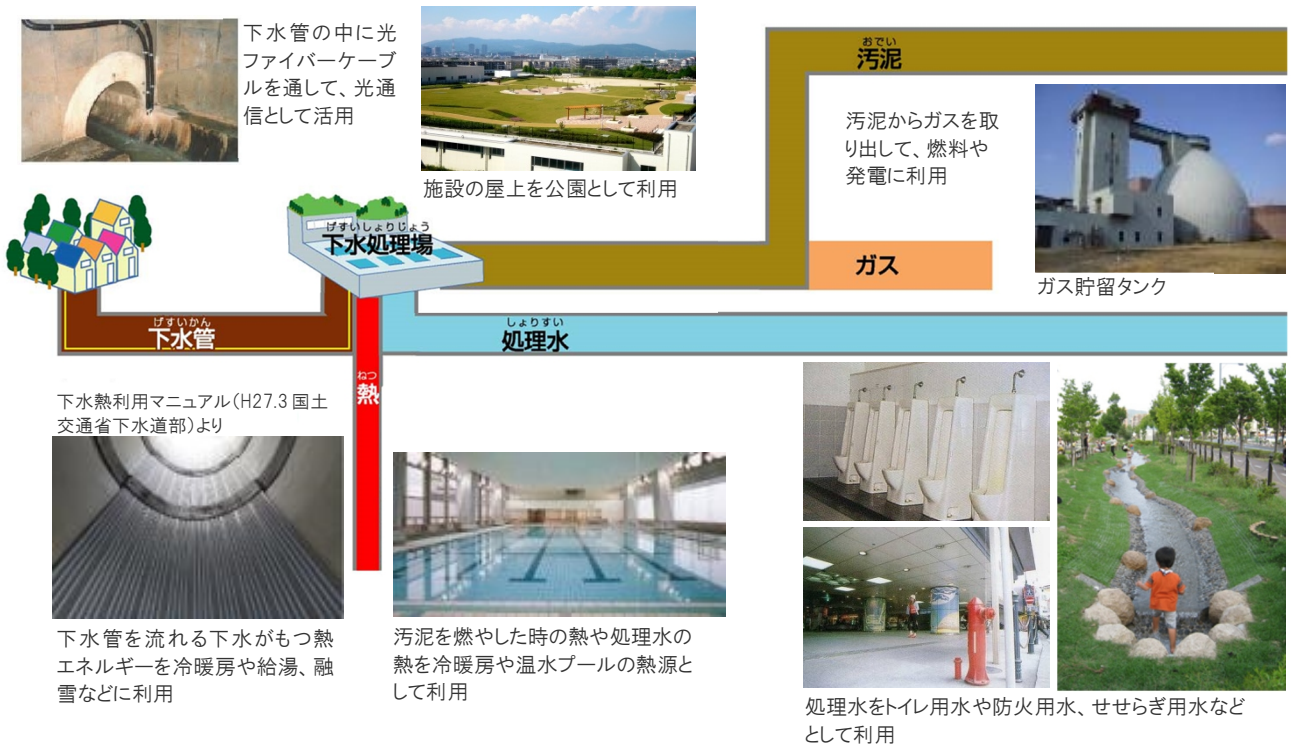 下水管の中に光
ファイバーケーブ
ルを通して、光通
信として活用
施設の屋上を公園として利用
おでい
汚泥
汚泥からガスを取
り出して、燃料や
発電に利用
ガス
ガス貯留タンク
げすいしょりじょう
下水処理場
げすいかん
下水管
しょりすい
処理水
ねつ
熱
下水熱利用マニュアル(H27.3 国土
交通省下水道部)より
下水管を流れる下水がもつ熱
エネルギーを冷暖房や給湯、融
雪などに利用
汚泥を燃やした時の熱や処理水の
熱を冷暖房や温水プールの熱源と
して利用
処理水をトイレ用水や防火用水、せせらぎ用水など
として利用